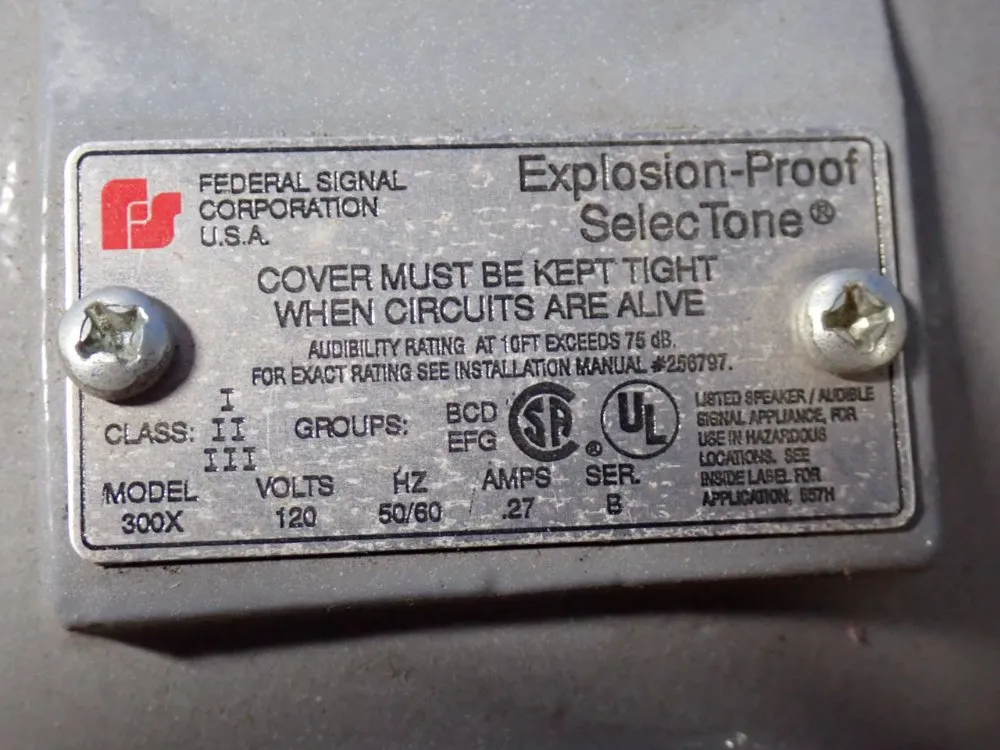 FS
FEDERAL SIGNAL
CORPORATION
U.S.A.
Explosion-Proof
SelecTone®
COVER MUST BE KEPT TIGHT
WHEN CIRCUITS ARE ALIVE
AUDIBILITY RATING AT 10FT EXCEEDS 75 dB.
FOR EXACT RATING SEE INSTALLATION MANUAL #256797.
CLASS: I
II
III
GROUPS: BCD
EFG
SA ®
UL
LISTED SPEAKER / AUDIBLE
SIGNAL APPLIANCE, FOR
USE IN HAZARDOUS
LOCATIONS. SEE
INSIDE LABEL FOR
APPLICATION, 557H
MODEL VOLTS HZ AMPS SER.
300X 120 50/60 .27 B